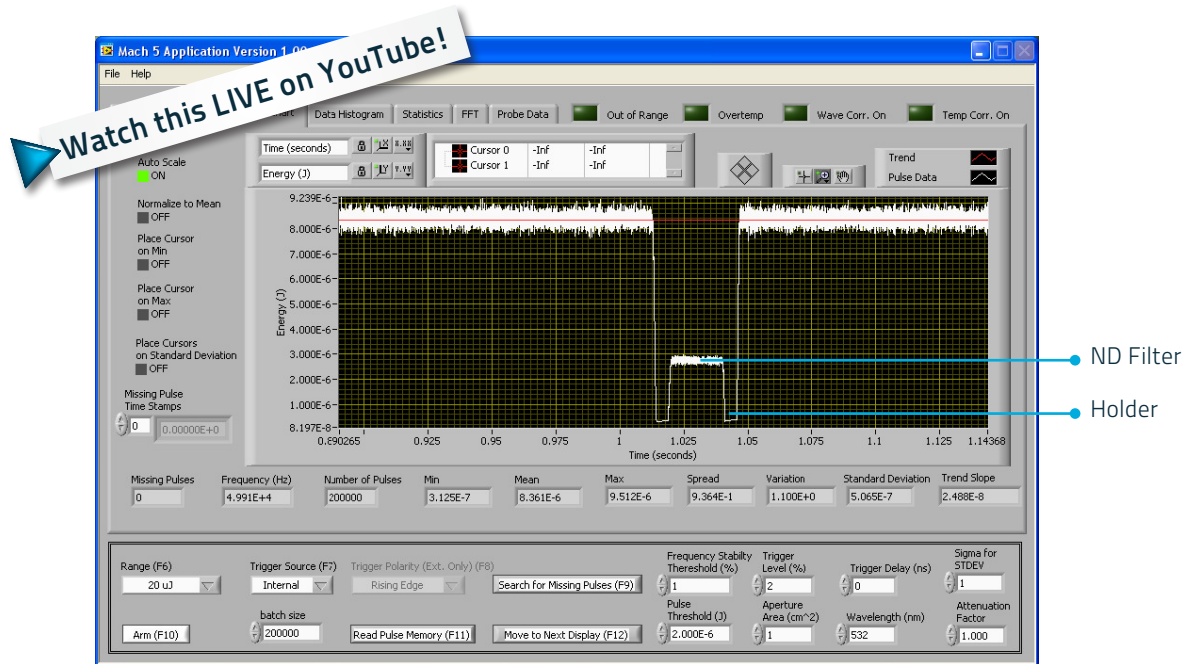 Mach 5 Application Version 1.00
Watch this LIVE on YouTube!
File Help
Data Histogram Statistics FFT Probe Data Out of Range Overtemp Wave Corr. On Temp Corr. On
Auto Scale
ON
Normalize to Mean
OFF
Place Cursor
on Min
OFF
Place Cursor
on Max
OFF
Place Cursors
on Standard Deviation
OFF
Missing Pulse
Time Stamps
0 0.00000E+0
Time (seconds)
Energy (J)
Cursor 0 -Inf -Inf
Cursor 1 -Inf -Inf
Trend
Pulse Data
Energy (J)
9.239E-6
8.000E-6
7.000E-6
6.000E-6
5.000E-6
4.000E-6
3.000E-6
2.000E-6
1.000E-6
8.197E-8
0.890265 0.925 0.95 0.975 1 1.025 1.05 1.075 1.1 1.125 1.14368
Time (seconds)
ND Filter
Holder
Missing Pulses Frequency (Hz) Number of Pulses Min Mean Max Spread Variation Standard Deviation Trend Slope
0 4.991E+4 200000 3.125E-7 8.361E-6 9.512E-6 9.364E-1 1.100E+0 5.065E-7 2.488E-8
Range (F6)
20 uJ
Trigger Source (F7)
Internal
Trigger Polarity (Ext. Only) (F8)
Rising Edge
Search for Missing Pulses (F9)
Frequency Stabilty
Thereshold (%)
1
Trigger
Level (%)
2
Trigger Delay (ns)
0
Sigma for
STDEV
1
Arm (F10)
batch size
200000
Read Pulse Memory (F11)
Move to Next Display (F12)
Pulse
Threshold (J)
2.000E-6
Aperture
Area (cm^2)
1
Wavelength (nm)
532
Attenuation
Factor
1.000